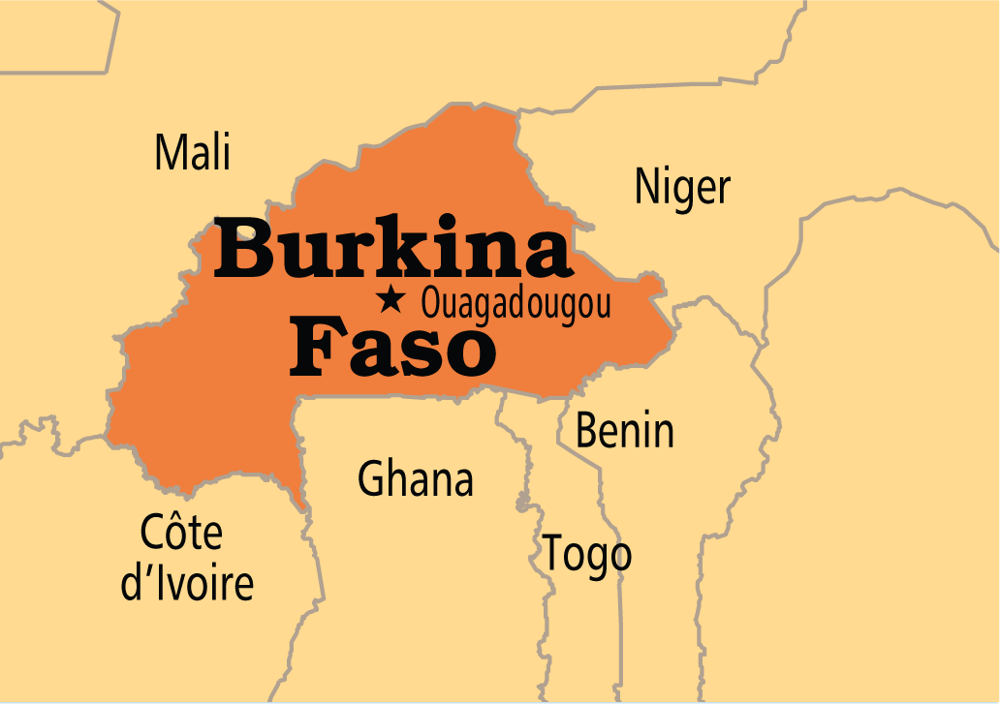 Mali
Niger
Burkina
Ouagadougou
Faso
Benin
Ghana
Côte
d’Ivoire
Togo